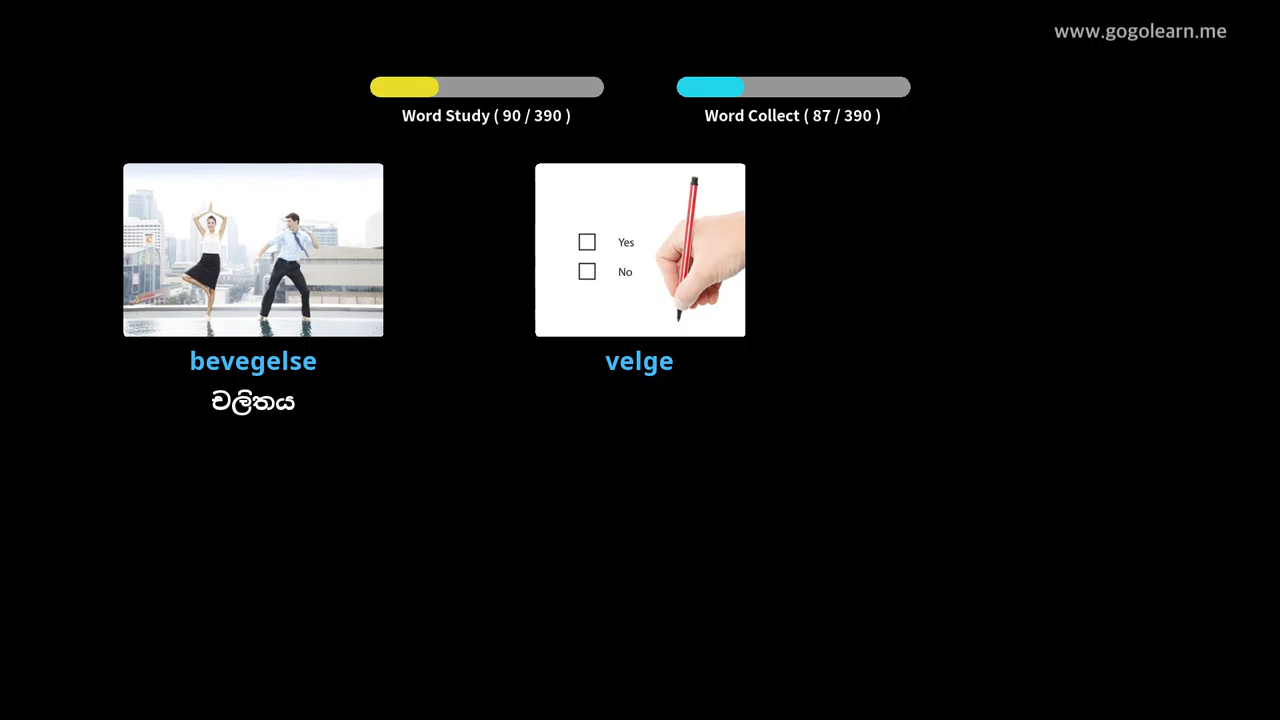 www.gogolearn.me
Word Study ( 90 / 390 )
Word Collect ( 87 / 390 )
Yes
No
bevegelse
velge
චලිතය